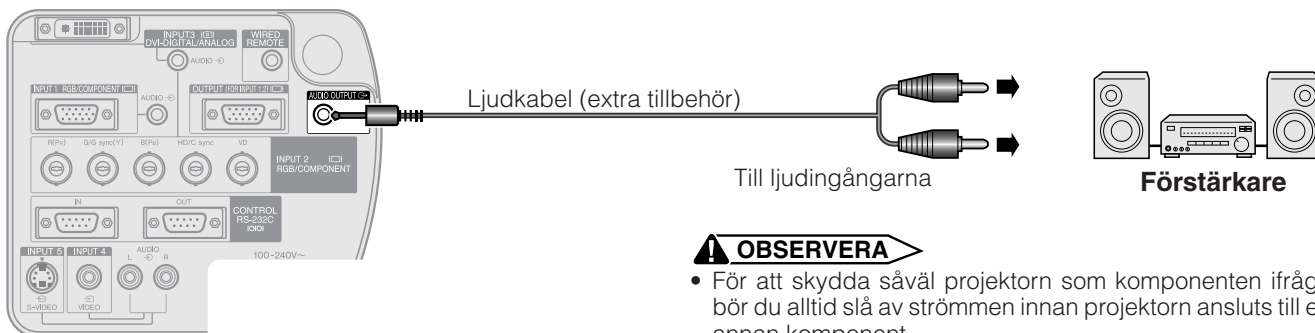 INPUT3
DVI-DIGITAL/ANALOG
WIRED
REMOTE
AUDIO
INPUT 1 RGB/COMPONENT
AUDIO
OUTPUT (FOR INPUT 1,2)
AUDIO OUTPUT
R(PR) G/G sync(Y) B(PB) HD/C sync VD
INPUT 2
RGB/COMPONENT
IN OUT
CONTROL
RS-232C
INPUT 5 INPUT 4 AUDIO
L R
S-VIDEO VIDEO
100-240V~
Ljudkabel (extra tillbehör)
Till ljudingångarna
Förstärkare
OBSERVERA
• För att skydda såväl projektorn som komponenten ifråg
bör du alltid slå av strömmen innan projektorn ansluts till e
annan komponent